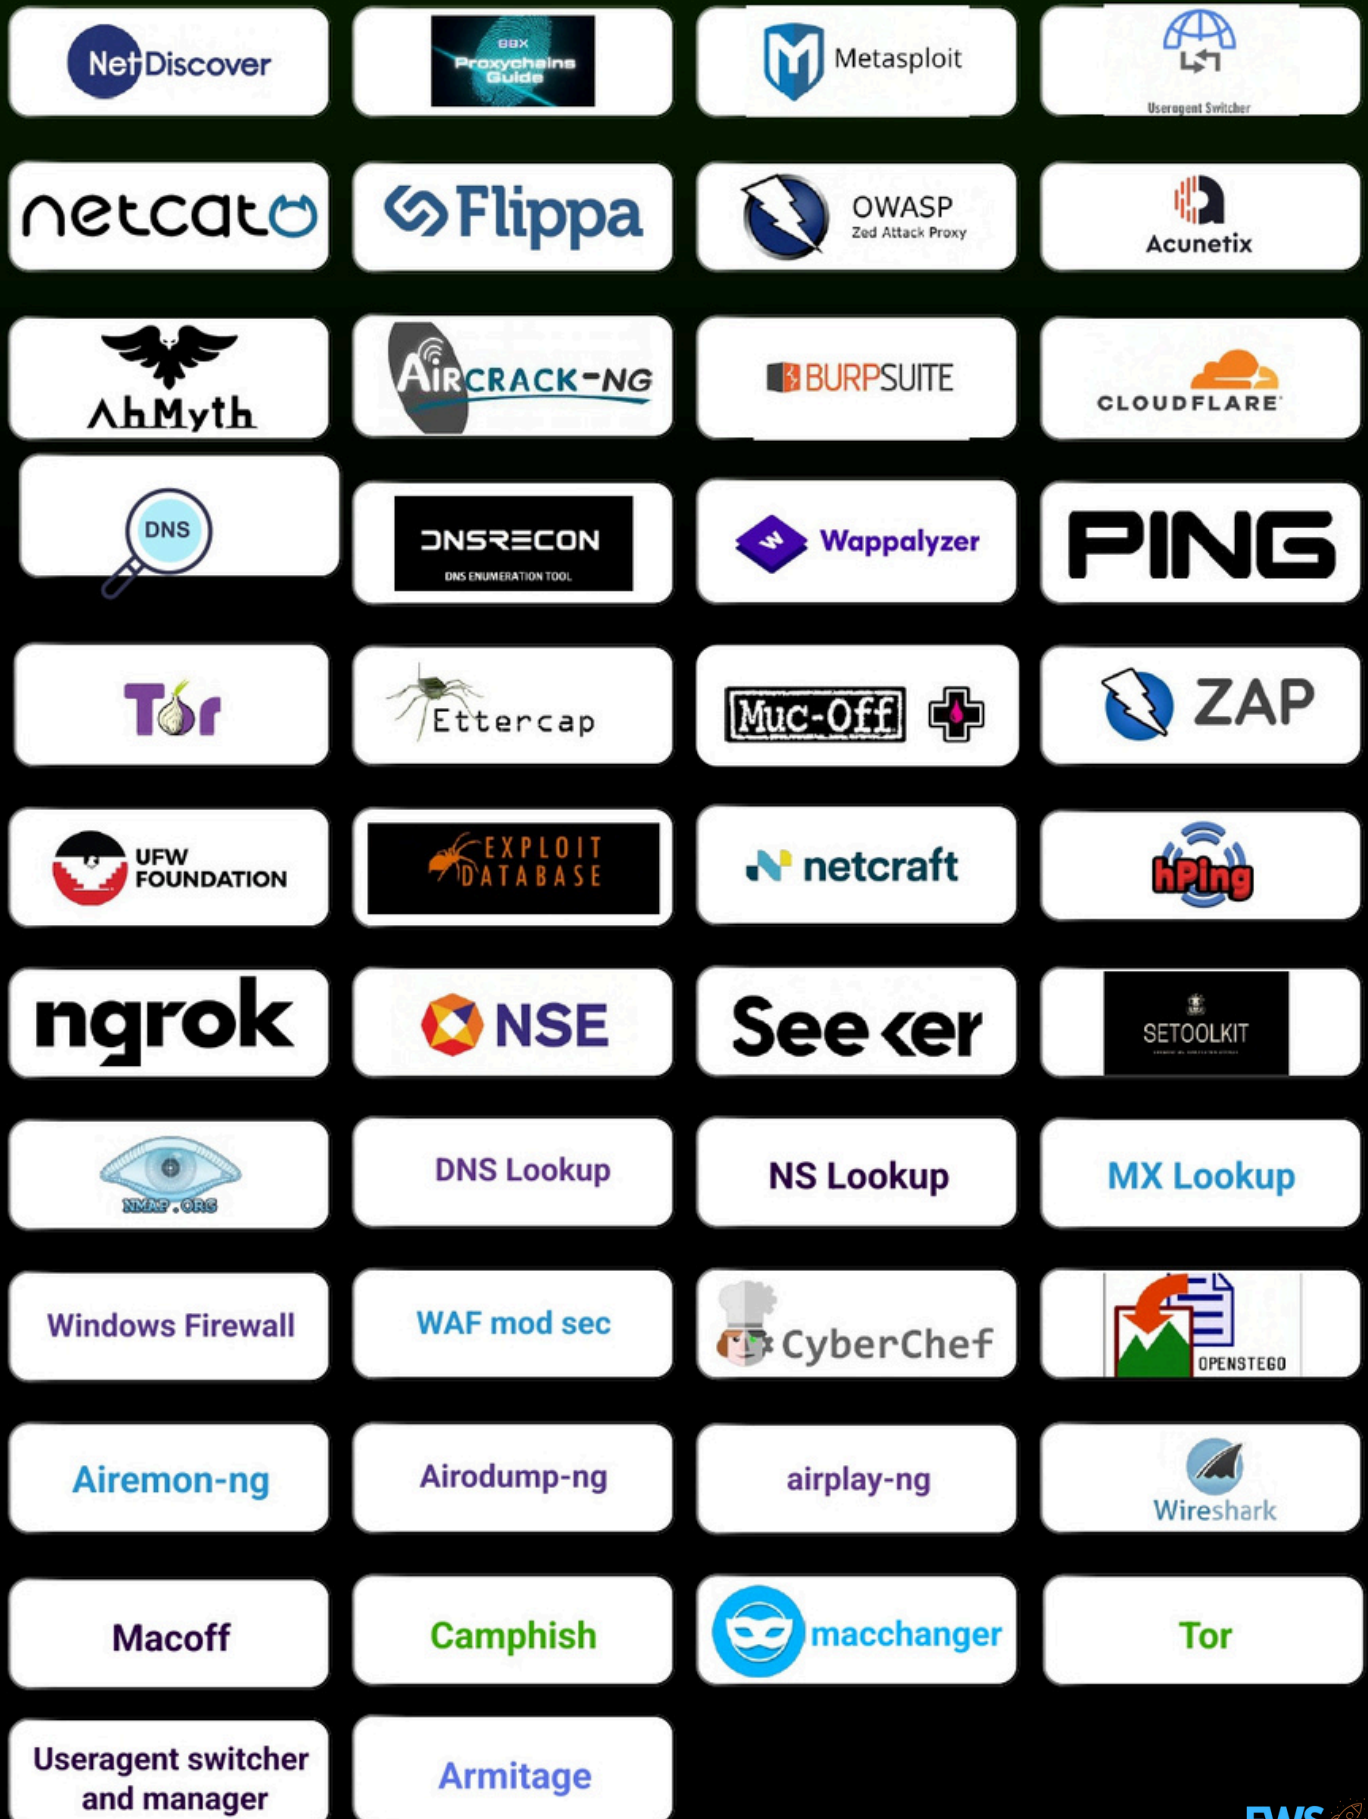 NetDiscover
Proxychains
Guide
Metasploit
Useragent Switcher
netcat
Flippa
OWASP
Zed Attack Proxy
Acunetix
AhMyth
AIRCRACK-NG
BURPSUITE
CLOUDFLARE
DNS
DNSRECON
DNS ENUMERATION TOOL
Wappalyzer
PING
Tor
Ettercap
Muc-Off
ZAP
UFW
FOUNDATION
EXPLOIT
DATABASE
netcraft
hPing
ngrok
NSE
Seeker
SETOOLKIT
NMAP.ORG
DNS Lookup
NS Lookup
MX Lookup
Windows Firewall
WAF mod sec
CyberChef
OPENSTEGO
Airemon-ng
Airodump-ng
airplay-ng
Wireshark
Macoff
Camphish
macchanger
Tor
Useragent switcher
and manager
Armitage